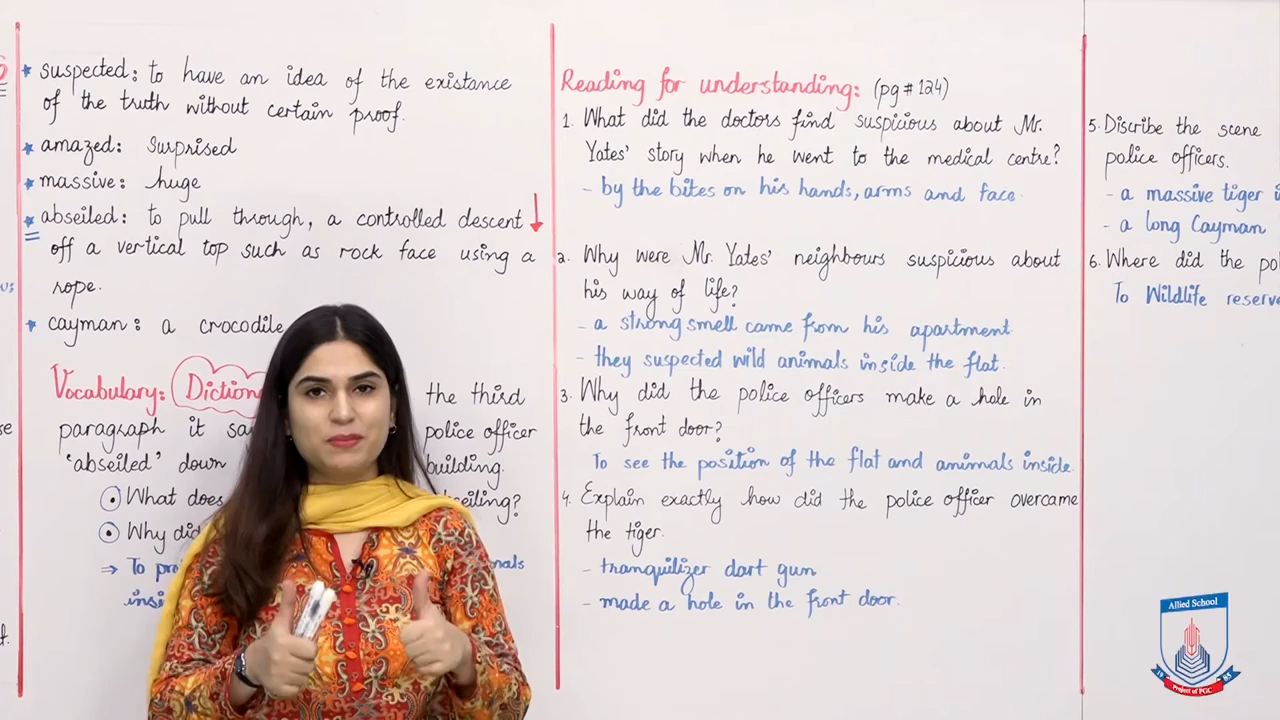 suspected: to have an idea of the existance
of the truth without certain proof.
amazed: Surprised
massive: huge
abseiled: to pull through, a controlled descent
off a vertical top such as rock face using a
rope.
cayman: a crocodile
Vocabulary: Diction the third
paragraph it police officer
'abseiled' down building.
What does abseiling?
Why did
⇒ To
Reading for understanding: (pg # 124)
1. What did the doctors find suspicious about Mr.
Yates' story when he went to the medical centre?
- by the bites on his hands, arms and face.
2. Why were Mr. Yates' neighbours suspicious about
his way of life?
- a strong smell came from his apartment.
- they suspected wild animals inside the flat.
3. Why did the police officers make a hole in
the front door?
To see the position of the flat and animals inside.
4. Explain exactly how did the police officer overcame
the tiger.
- tranquilizer dart gun
- made a hole in the front door.
5. Discribe the scene
police officers.
- a massive tiger
- a long Cayman
6. Where did the
To Wildlife reserve
Allied School
1985
Project of PGC